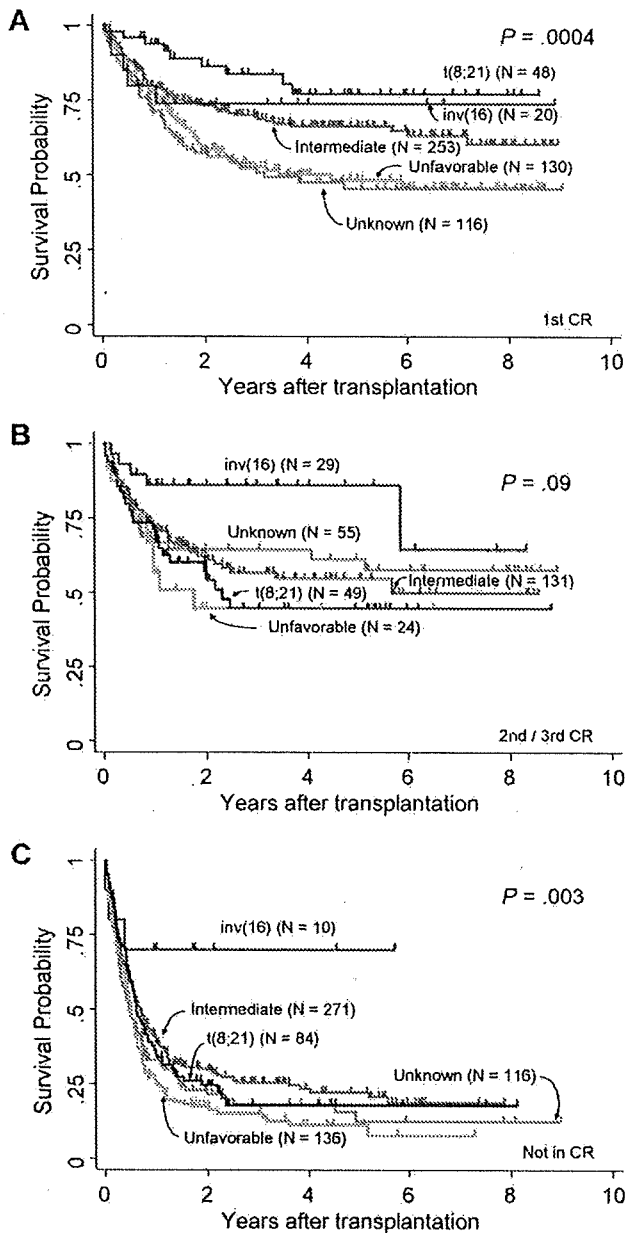 A
P = .0004
Survival Probability
1
.75
.5
.25
0
t(8;21) (N = 48)
inv(16) (N = 20)
Intermediate (N = 253)
Unfavorable (N = 130)
Unknown (N = 116)
1st CR
0 2 4 6 8 10
Years after transplantation
B
P = .09
Survival Probability
1
.75
.5
.25
0
inv(16) (N = 29)
Unknown (N = 55)
Intermediate (N = 131)
t(8;21) (N = 49)
Unfavorable (N = 24)
2nd / 3rd CR
0 2 4 6 8 10
Years after transplantation
C
P = .003
Survival Probability
1
.75
.5
.25
0
inv(16) (N = 10)
Intermediate (N = 271)
t(8;21) (N = 84)
Unknown (N = 116)
Unfavorable (N = 136)
Not in CR
0 2 4 6 8 10
Years after transplantation